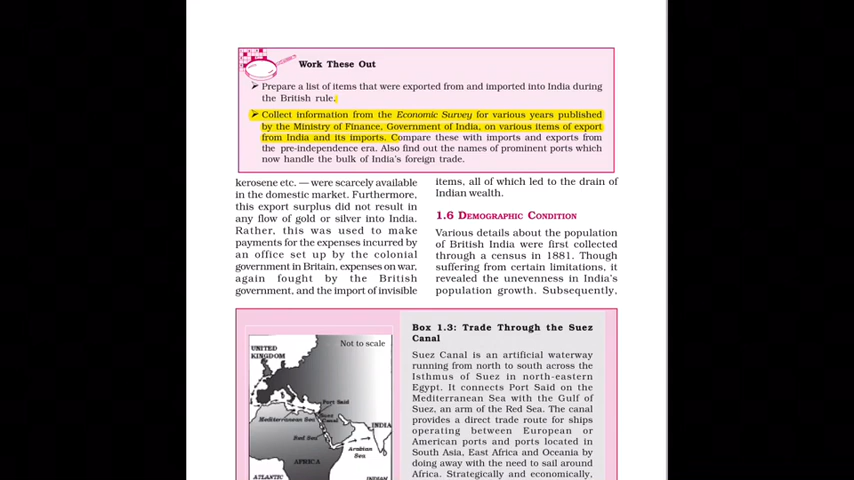 Work These Out
➤ Prepare a list of items that were exported from and imported into India during
the British rule.
➤ Collect information from the Economic Survey for various years published
by the Ministry of Finance, Government of India, on various items of export
from India and its imports. Compare these with imports and exports from
the pre-independence era. Also find out the names of prominent ports which
now handle the bulk of India's foreign trade.
kerosene etc. — were scarcely available
in the domestic market. Furthermore,
this export surplus did not result in
any flow of gold or silver into India.
Rather, this was used to make
payments for the expenses incurred by
an office set up by the colonial
government in Britain, expenses on war,
again fought by the British
government, and the import of invisible
items, all of which led to the drain of
Indian wealth.
1.6 DEMOGRAPHIC CONDITION
Various details about the population
of British India were first collected
through a census in 1881. Though
suffering from certain limitations, it
revealed the unevenness in India's
population growth. Subsequently,
Not to scale
UNITED
KINGDOM
Port Said
Mediterranean Sea
Suez
Canal
INDIA
Red Sea
Arabian
Sea
AFRICA
ATLANTIC
INDIAN
Box 1.3: Trade Through the Suez
Canal
Suez Canal is an artificial waterway
running from north to south across the
Isthmus of Suez in north-eastern
Egypt. It connects Port Said on the
Mediterranean Sea with the Gulf of
Suez, an arm of the Red Sea. The canal
provides a direct trade route for ships
operating between European or
American ports and ports located in
South Asia, East Africa and Oceania by
doing away with the need to sail around
Africa. Strategically and economically,